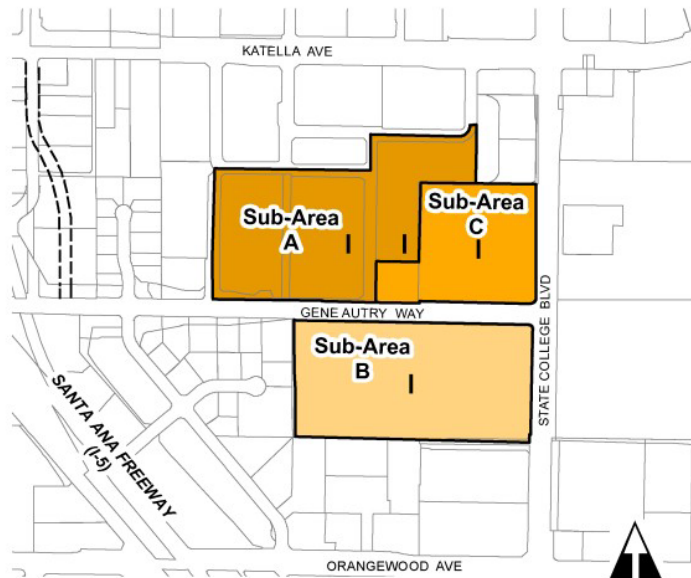 KATELLA AVE
Sub-Area
A
I
I
Sub-Area
C
I
GENE AUTRY WAY
Sub-Area
B
I
STATE COLLEGE BLVD
SANTA ANA FREEWAY
(I-5)
ORANGEWOOD AVE